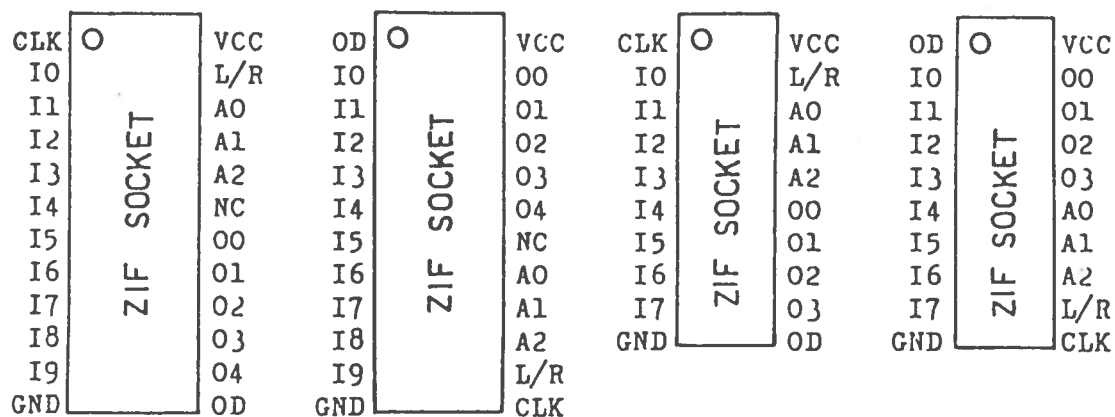 CLK VCC OD VCC CLK VCC OD VCC
I0 L/R I0 O0 I0 L/R I0 O0
I1 A0 I1 O1 I1 A0 I1 O1
I2 A1 I2 O2 I2 A1 I2 O2
I3 A2 I3 O3 I3 A2 I3 O3
I4 NC I4 O4 I4 O0 I4 A0
I5 O0 I5 NC I5 O1 I5 A1
I6 O1 I6 A0 I6 O2 I6 A2
I7 O2 I7 A1 I7 O3 I7 L/R
I8 O3 I8 A2 GND OD GND CLK
I9 O4 I9 L/R
GND OD GND CLK
ZIF SOCKET
ZIF SOCKET
ZIF SOCKET
ZIF SOCKET